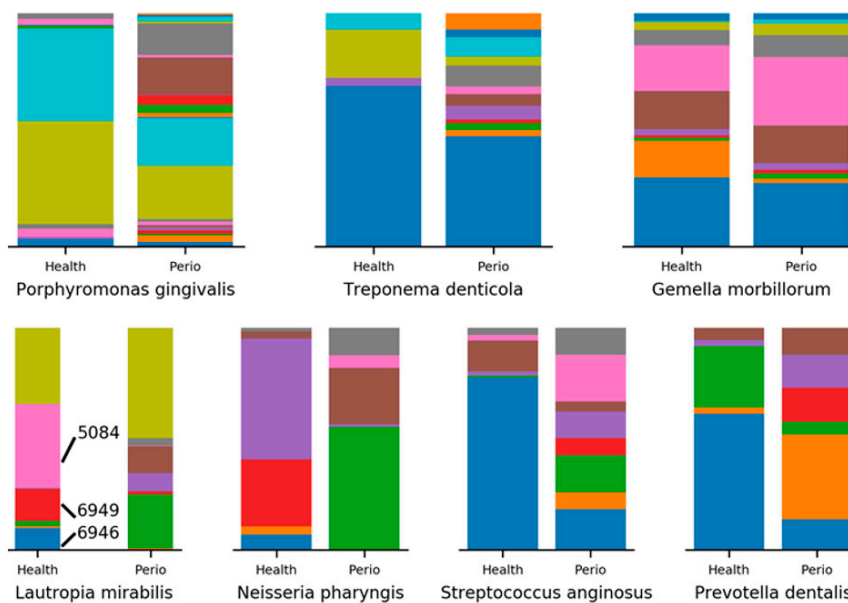 Health Perio Health Perio Health Perio
Porphyromonas gingivalis Treponema denticola Gemella morbillorum
5084
6949
6946
Health Perio Health Perio Health Perio Health Perio
Lautropia mirabilis Neisseria pharyngis Streptococcus anginosus Prevotella dentalis